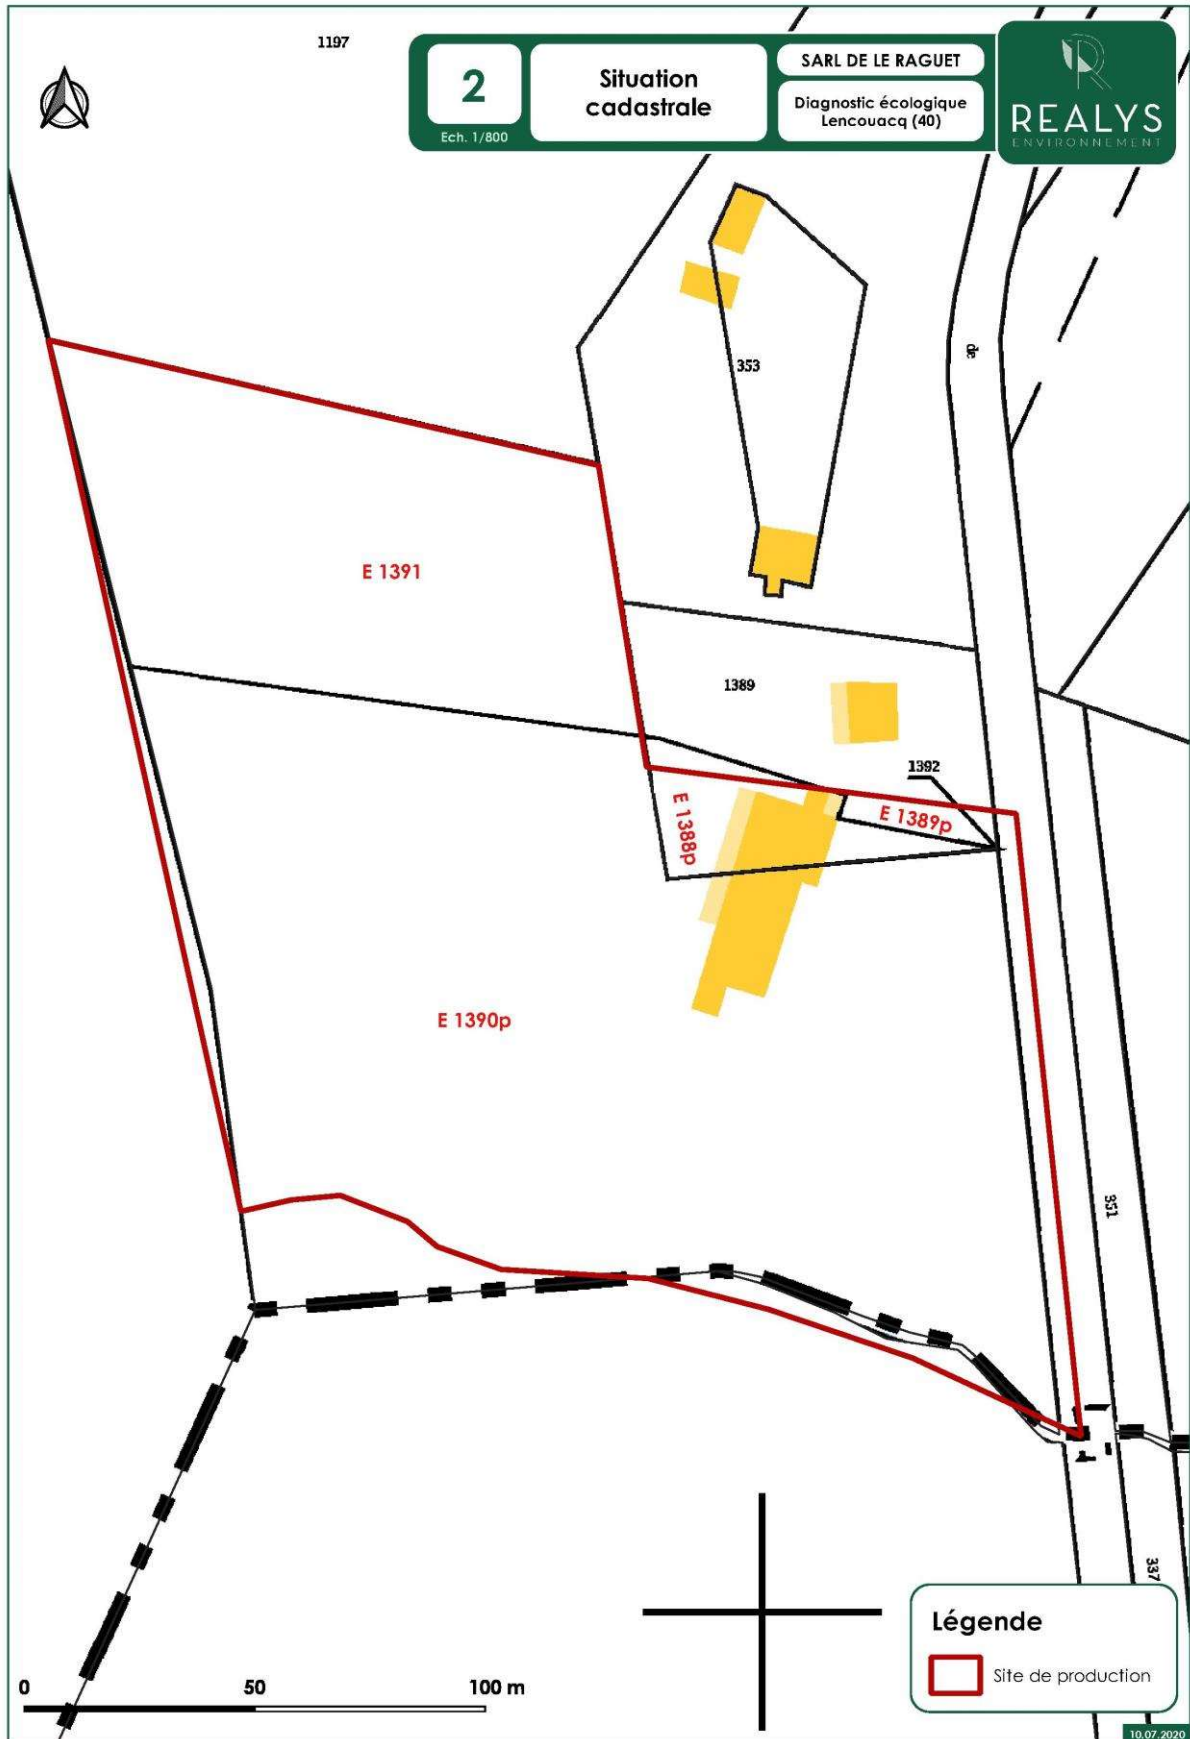 1197
2
Ech. 1/800
Situation
cadastrale
SARL DE LE RAGUET
Diagnostic écologique
Lencouacq (40)
REALYS
ENVIRONNEMENT
de
353
E 1391
1389
1392
E 1388p
E 1389p
E 1390p
351
337
0 50 100 m
Légende
Site de production
10.07.2020